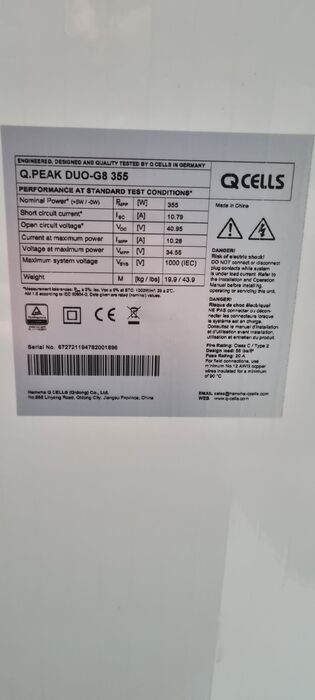 ENGINEERED, DESIGNED AND QUALITY TESTED BY Q CELLS IN GERMANY
Q.PEAK DUO-G8 355
PERFORMANCE AT STANDARD TEST CONDITIONS*
Nominal Power* (+5W / -0W) PMPP [W] 355
Short circuit current* ISC [A] 10.79
Open circuit voltage* VOC [V] 40.95
Current at maximum power IMPP [A] 10.28
Voltage at maximum power VMPP [V] 34.55
Maximum system voltage VSYS [V] 1000 (IEC)
Weight M [kg / lbs] 19.9 / 43.9
CE
Serial No. 672721194782001896
Hanwha Q CELLS (Qidong) Co., Ltd.
No.888 Linyang Road, Qidong City, Jiangsu Province, China
Q CELLS
Made in China
DANGER!
Risk of electric shock!
DO NOT connect or disconnect
plug contacts while system
is under load current. Refer to
the Installation and Operation
Manual before installing,
operating or servicing this unit.
DANGER!
Risque de choc électrique!
NE PAS connecter ou décon-
necter les connecteurs lorsque
le système est en charge.
Consultez le manuel d'installation
et d'utilisation avant installation,
utilisation et entretien du produit.
Fire Rating: Class C / Type 2
Fuse Rating: 20 A
For field connections, use
minimum No.12 AWG copper
wires insulated for a minimum
of 90 °C
EMAIL sales@hanwha-qcells.com
WEB www.q-cells.com